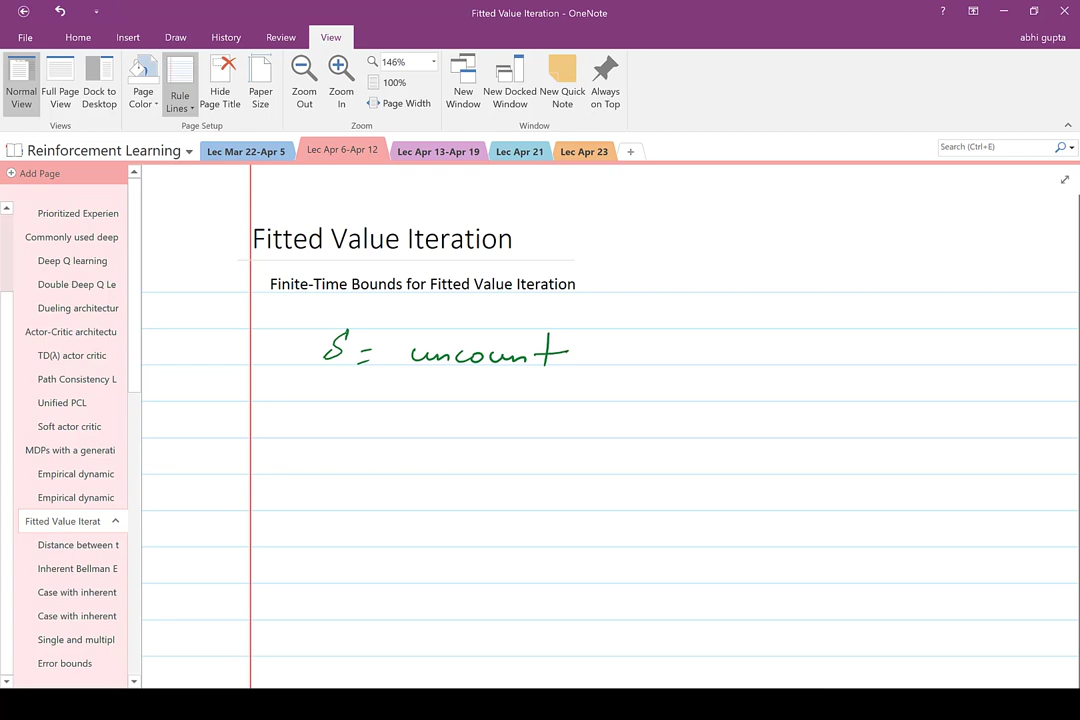 Fitted Value Iteration - OneNote
?
abhi gupta
File Home Insert Draw History Review View
Normal View
Full Page View
Dock to Desktop
Views
Page Color
Rule Lines
Hide Page Title
Paper Size
Page Setup
Zoom Out
Zoom In
146%
100%
Page Width
Zoom
New Window
New Docked Window
New Quick Note
Always on Top
Window
Reinforcement Learning
Lec Mar 22-Apr 5 Lec Apr 6-Apr 12 Lec Apr 13-Apr 19 Lec Apr 21 Lec Apr 23 +
Search (Ctrl+E)
Add Page
Prioritized Experien
Commonly used deep
Deep Q learning
Double Deep Q Le
Dueling architectur
Actor-Critic architectu
TD(λ) actor critic
Path Consistency L
Unified PCL
Soft actor critic
MDPs with a generati
Empirical dynamic
Empirical dynamic
Fitted Value Iterat
Distance between t
Inherent Bellman E
Case with inherent
Case with inherent
Single and multipl
Error bounds
Fitted Value Iteration
Finite-Time Bounds for Fitted Value Iteration
S = uncount